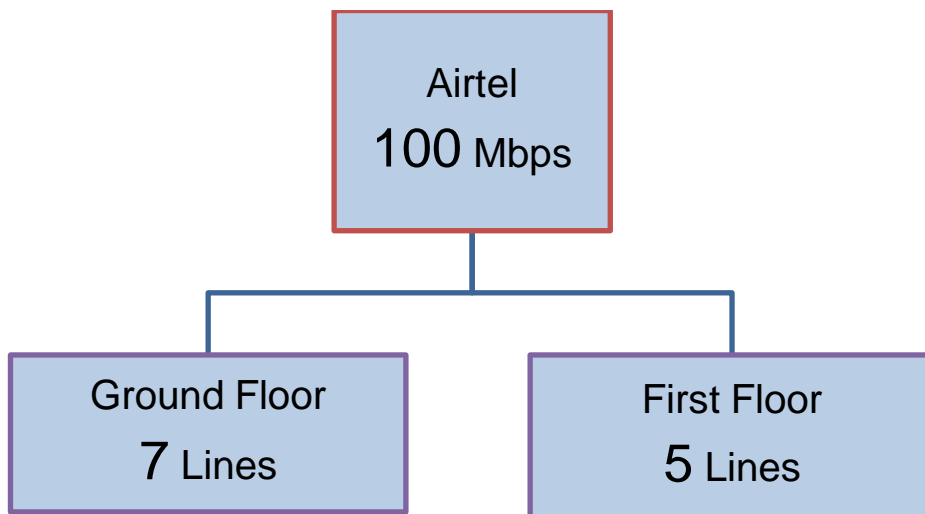 Airtel
100 Mbps
Ground Floor
7 Lines
First Floor
5 Lines